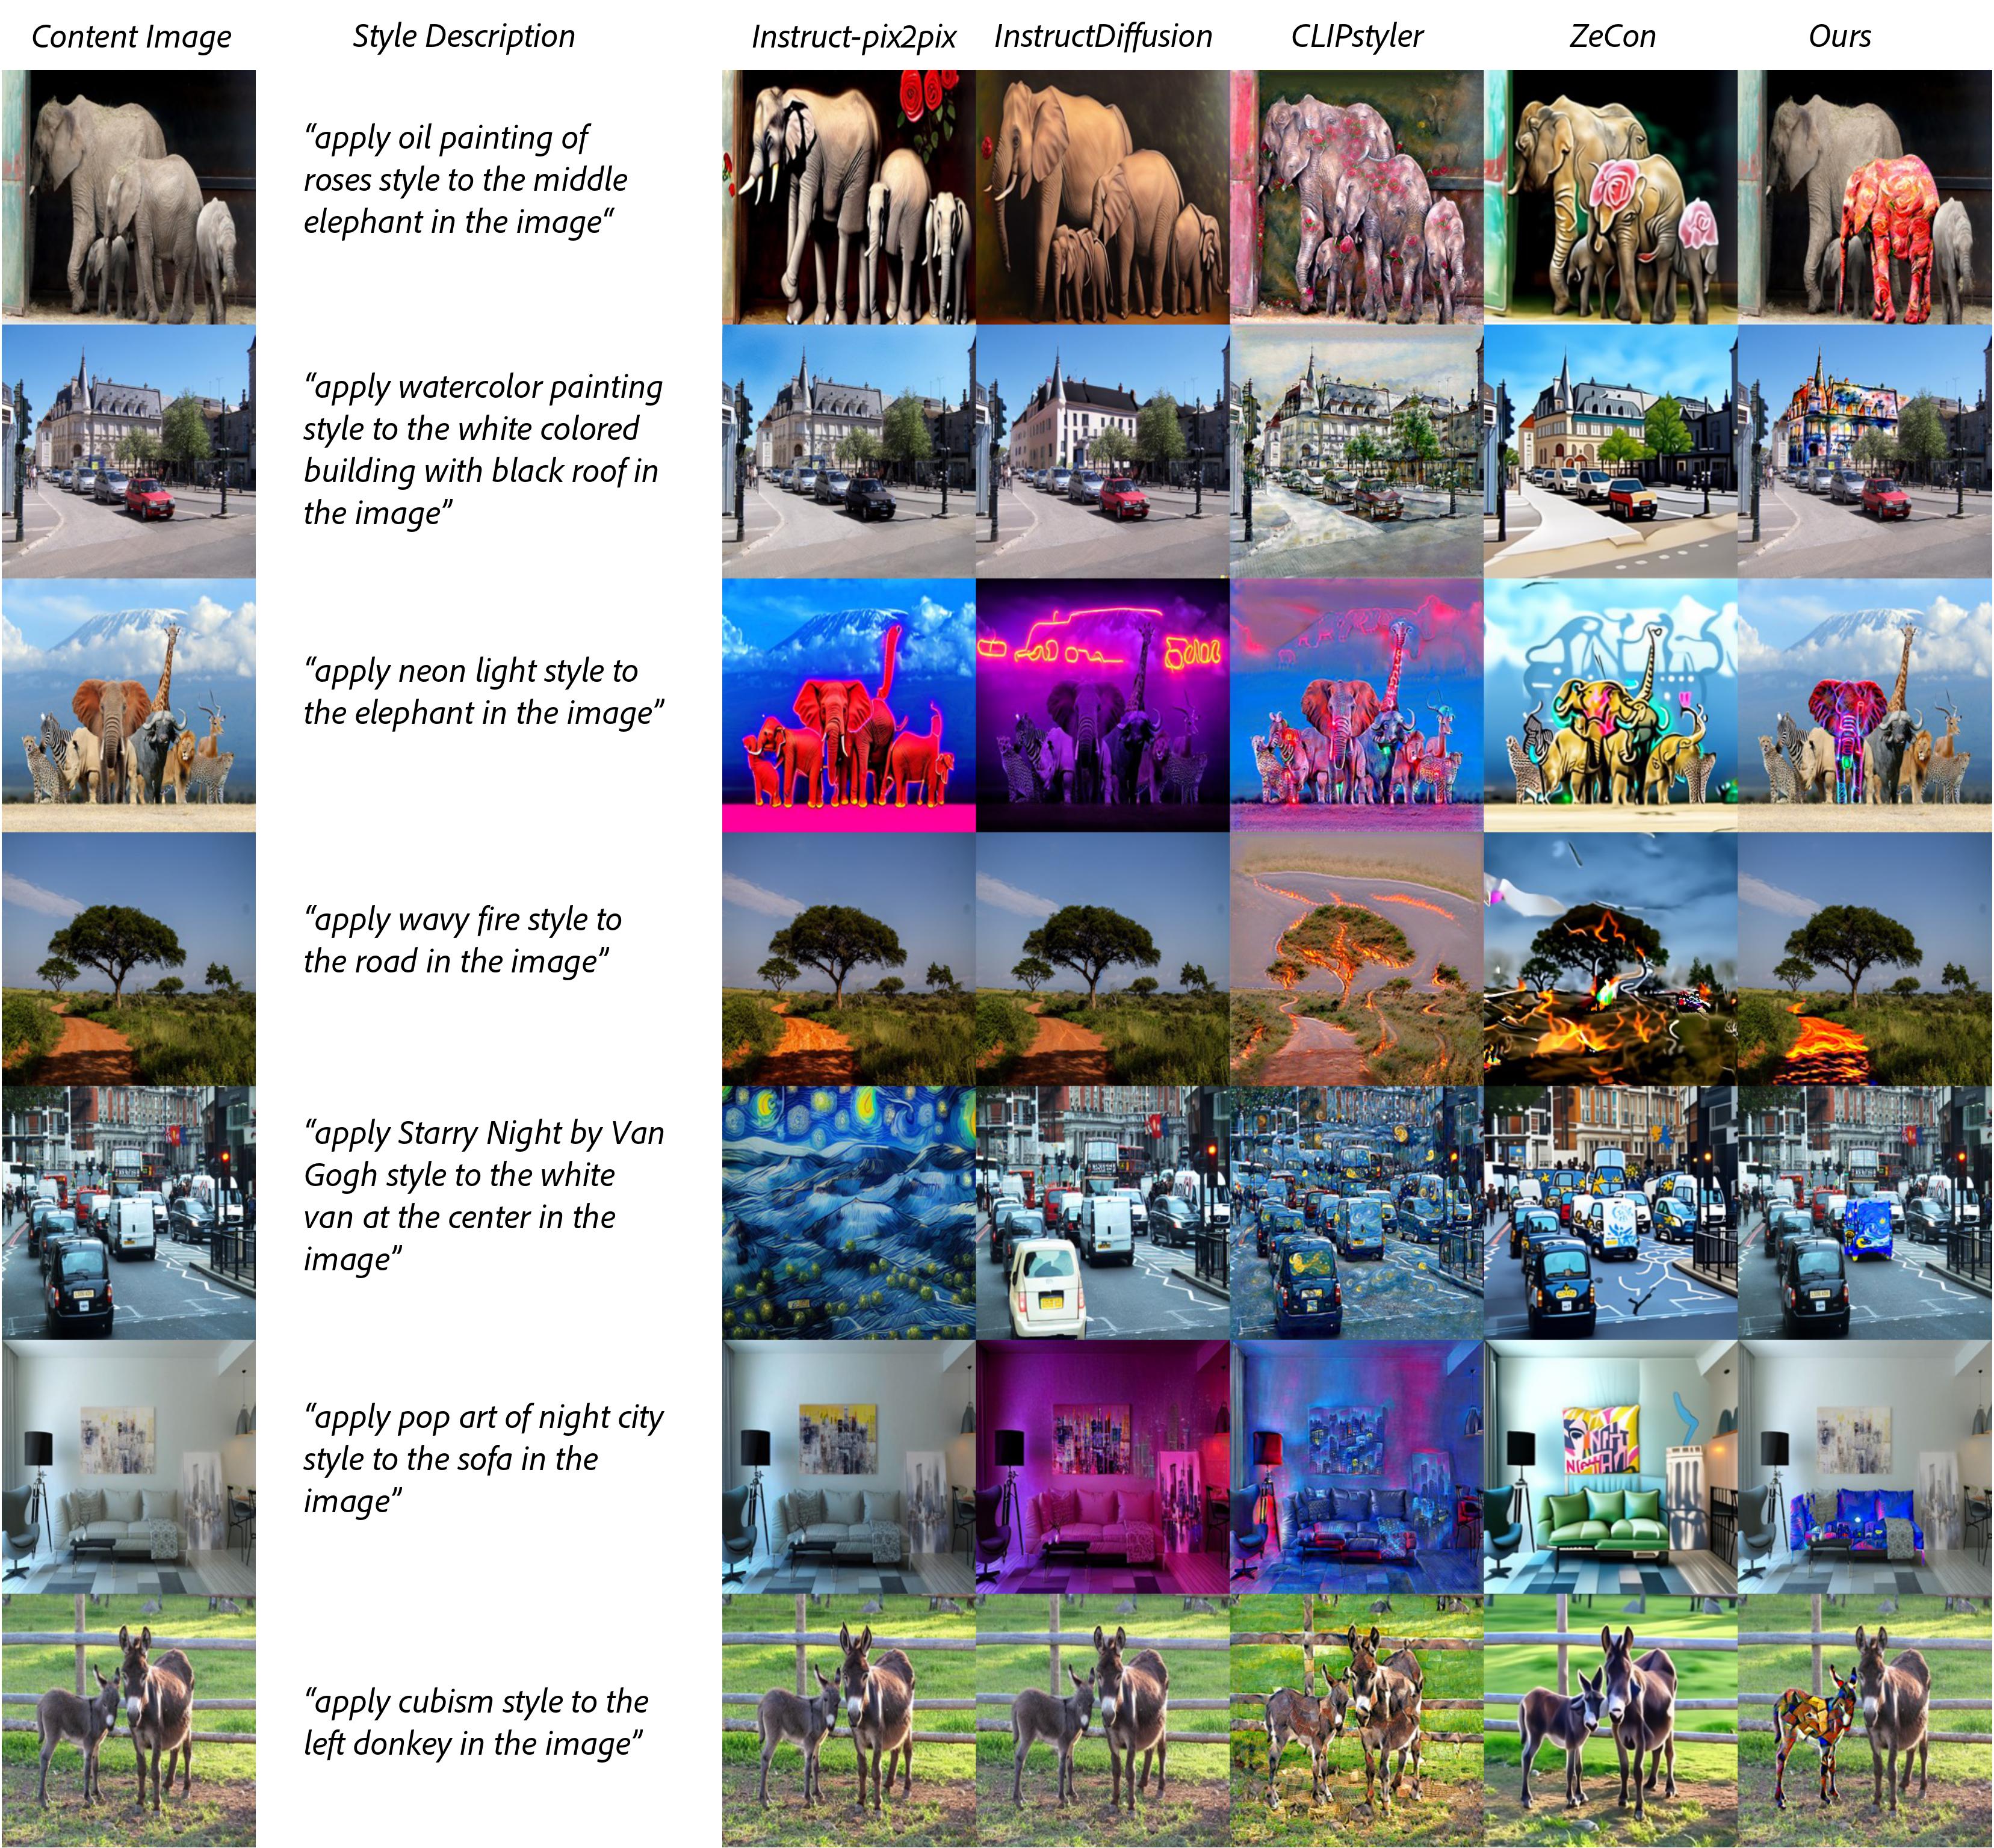 Content Image
Style Description
Instruct-pix2pix
InstructDiffusion
CLIPstyler
ZeCon
Ours
“apply oil painting of
roses style to the middle
elephant in the image“
“apply watercolor painting
style to the white colored
building with black roof in
the image”
“apply neon light style to
the elephant in the image”
“apply wavy fire style to
the road in the image”
“apply Starry Night by Van
Gogh style to the white
van at the center in the
image”
“apply pop art of night city
style to the sofa in the
image”
“apply cubism style to the
left donkey in the image”